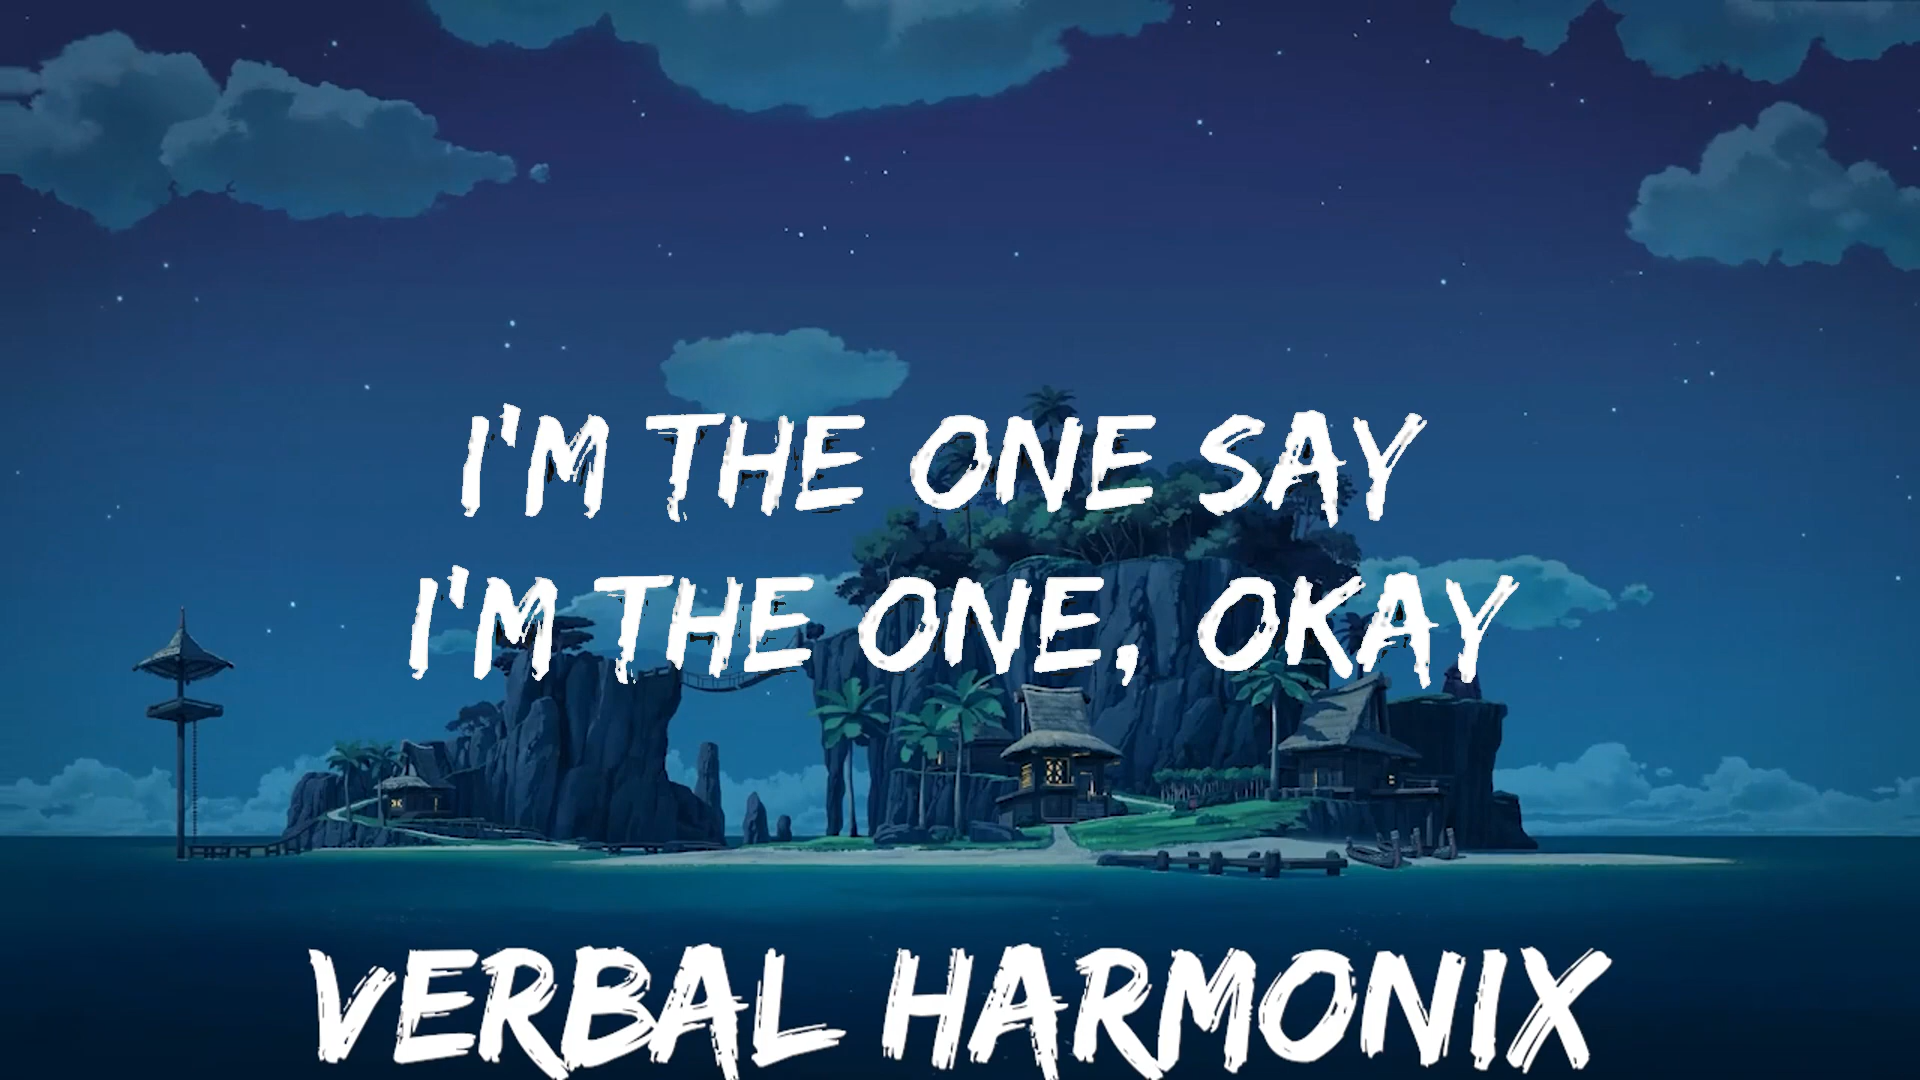 I'M THE ONE SAY
I'M THE ONE, OKAY
VERBAL HARMONIX